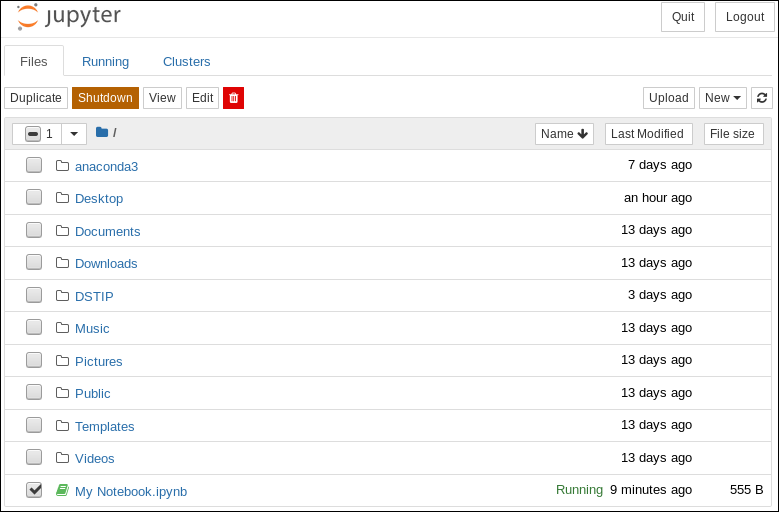 jupyter Quit Logout
Files Running Clusters
Duplicate Shutdown View Edit Upload New
1 / Name Last Modified File size
anaconda3 7 days ago
Desktop an hour ago
Documents 13 days ago
Downloads 13 days ago
DSTIP 3 days ago
Music 13 days ago
Pictures 13 days ago
Public 13 days ago
Templates 13 days ago
Videos 13 days ago
My Notebook.ipynb Running 9 minutes ago 555 B